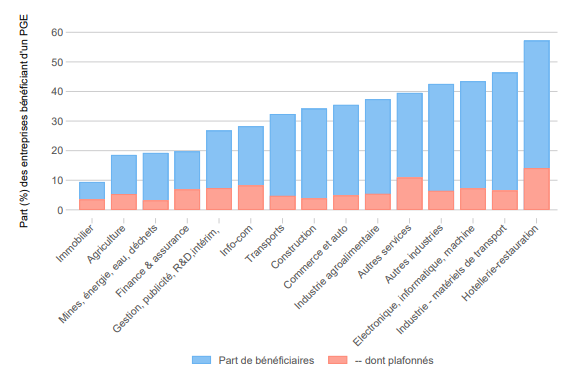 Part (%) des entreprises bénéficiant d'un PGE
60
50
40
30
20
10
0
Immobilier
Agriculture
Mines, énergie, eau, déchets
Finance & assurance
Gestion, publicité, R&D,intérim,
Info-com
Transports
Construction
Commerce et auto
Industrie agroalimentaire
Autres services
Autres industries
Electronique, informatique, machine
Industrie - matériels de transport
Hotellerie-restauration
Part de bénéficiaires
-- dont plafonnés